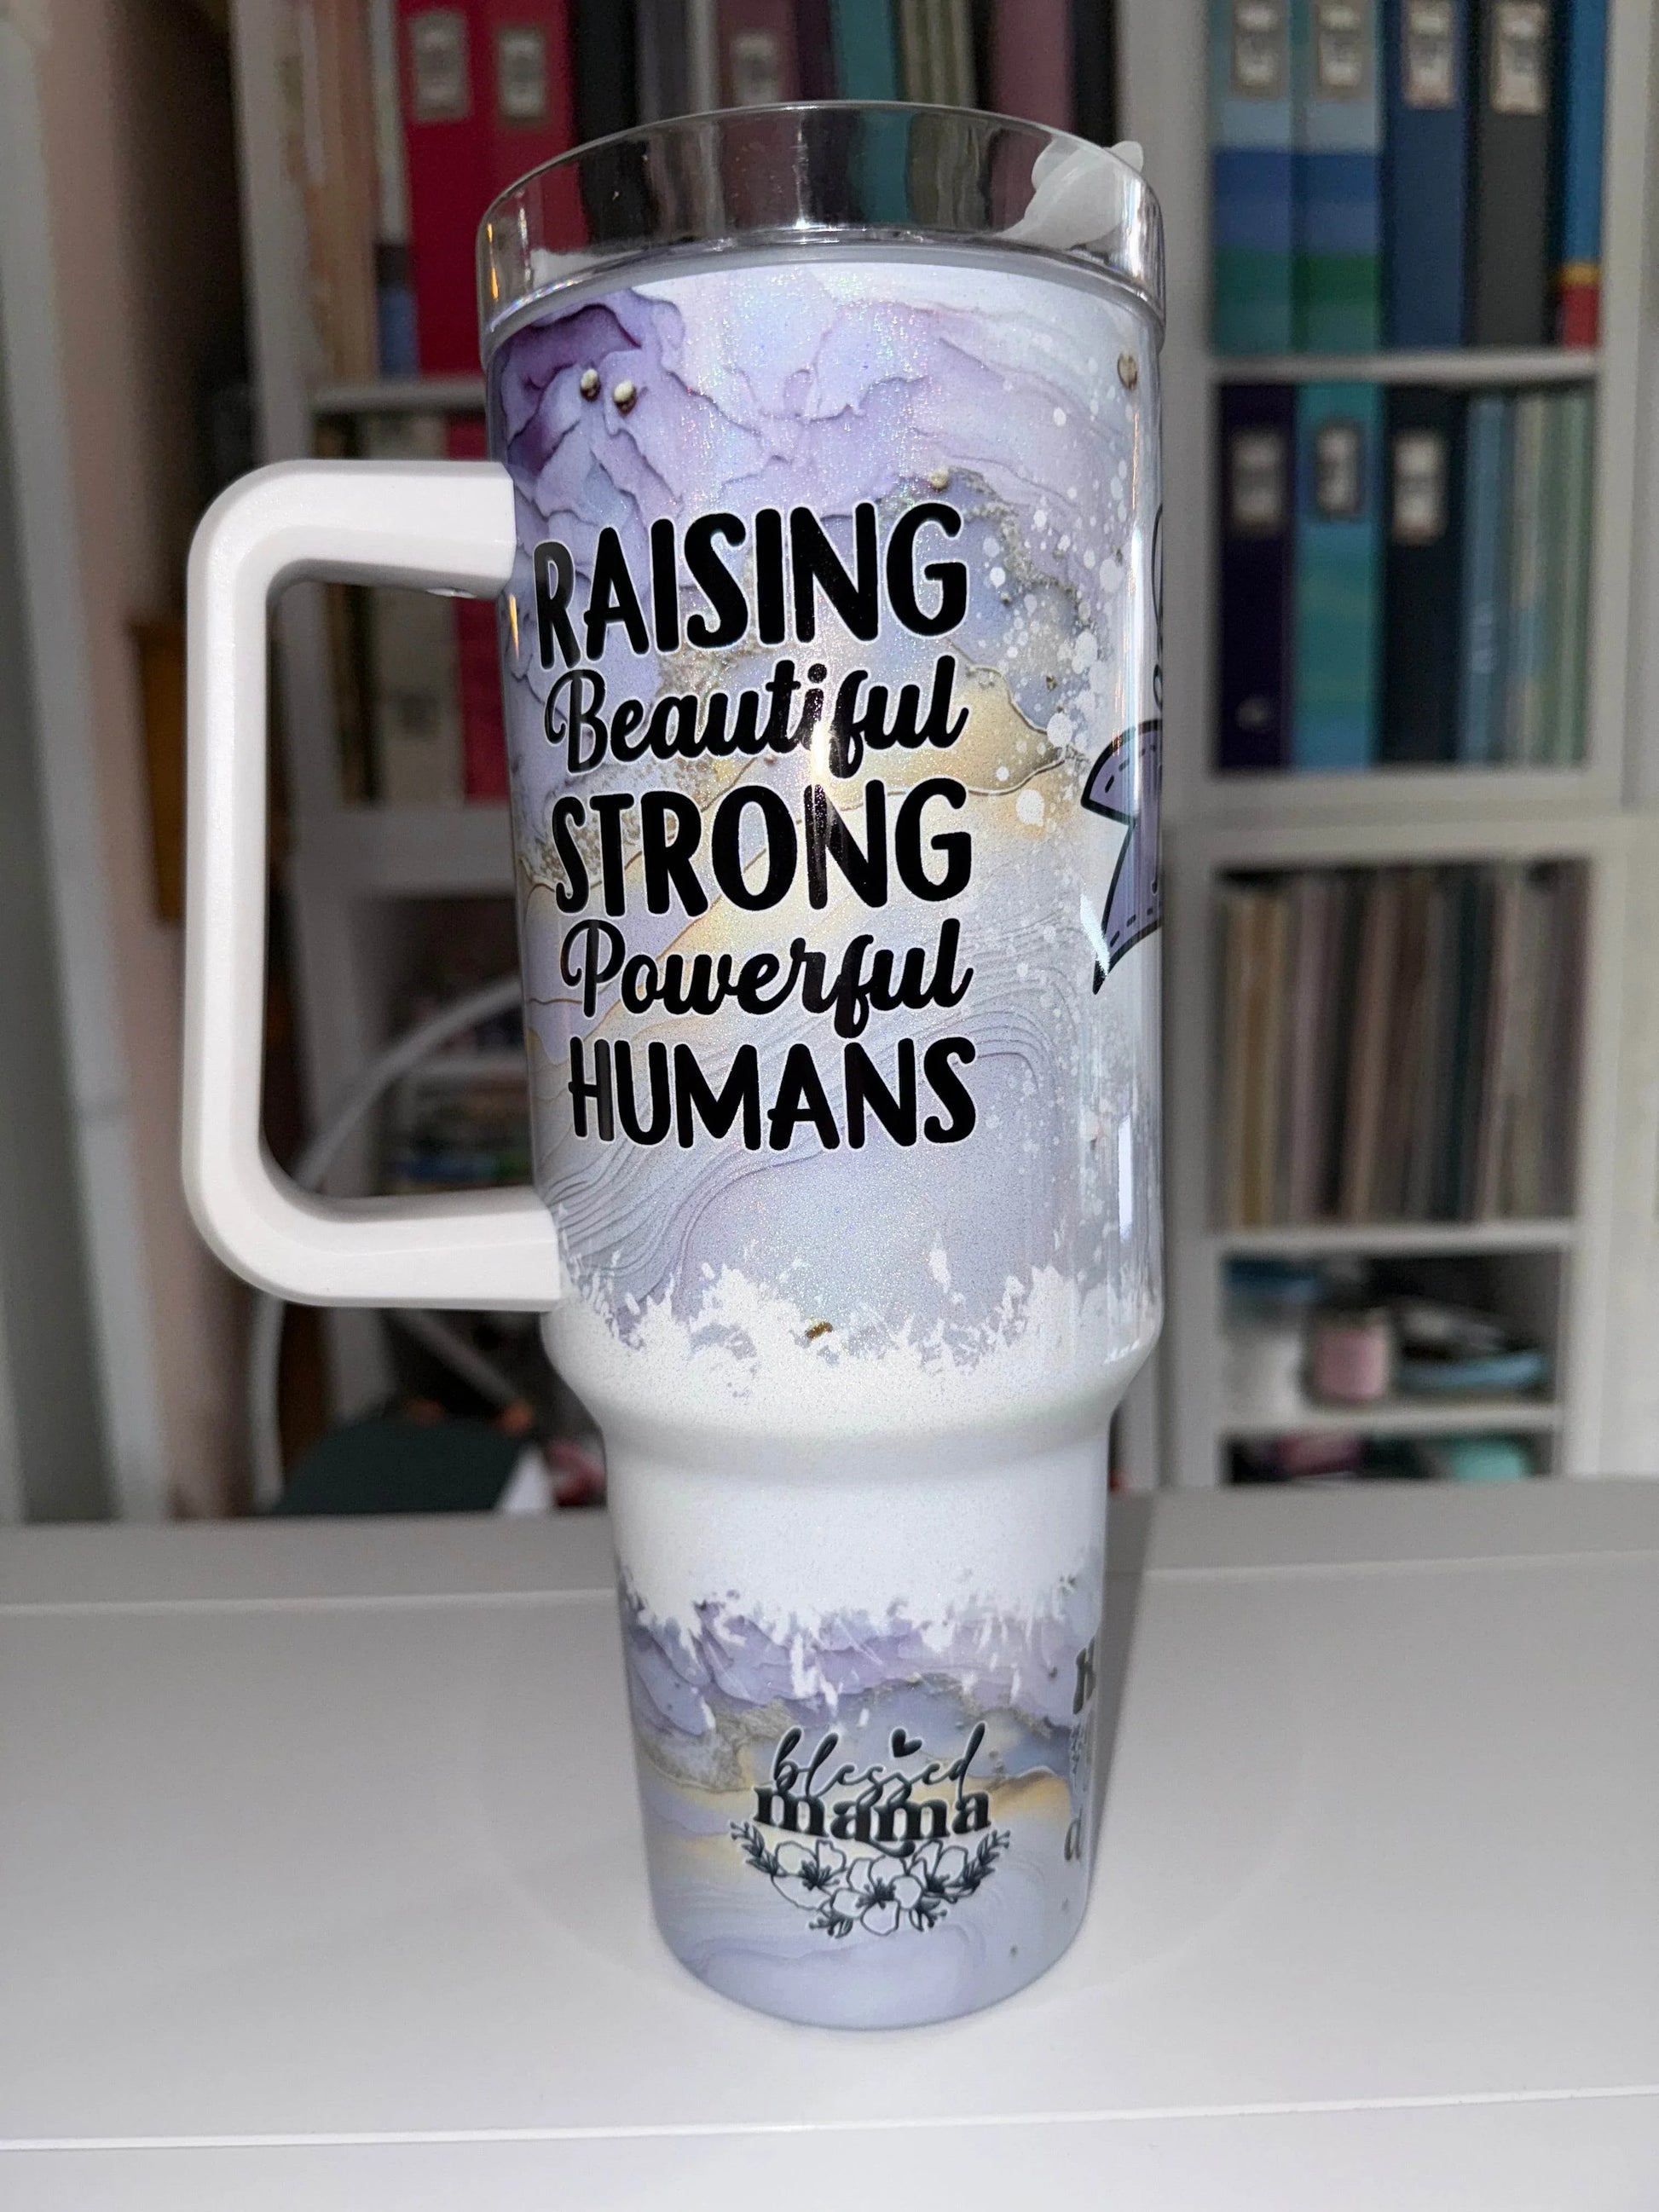 RAISING
Beautiful
STRONG
Powerful
HUMANS
blessed
mama